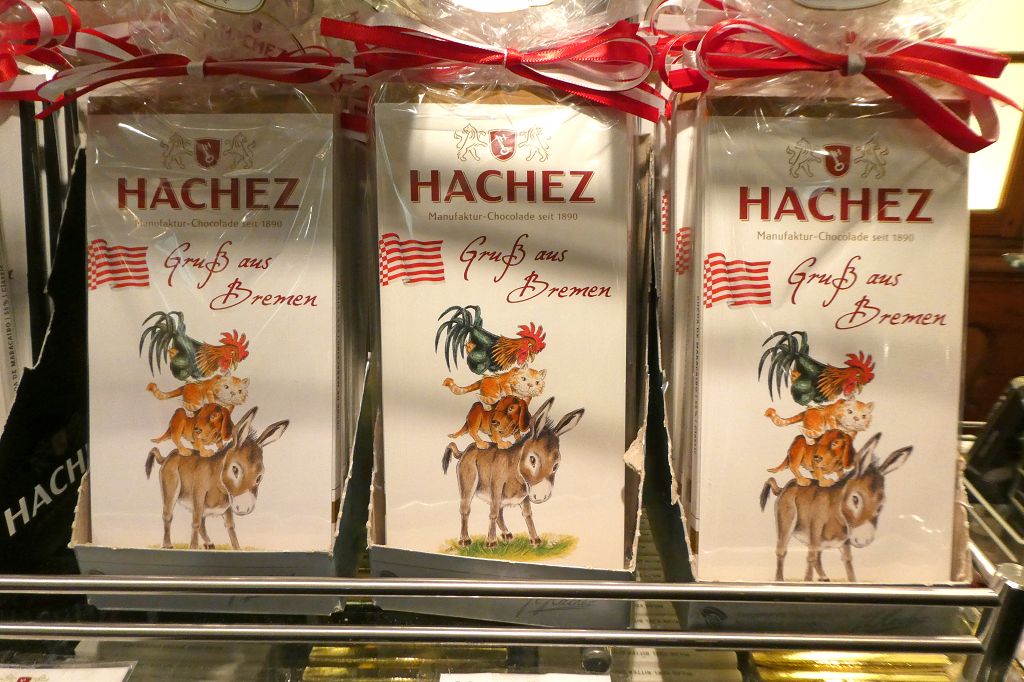 HACHEZ
Manufaktur-Chocolade seit 1890
Gruß aus
Bremen
HACHEZ
Manufaktur-Chocolade seit 1890
Gruß aus
Bremen
HACHEZ
Manufaktur-Chocolade seit 1890
Gruß aus
Bremen
HACH